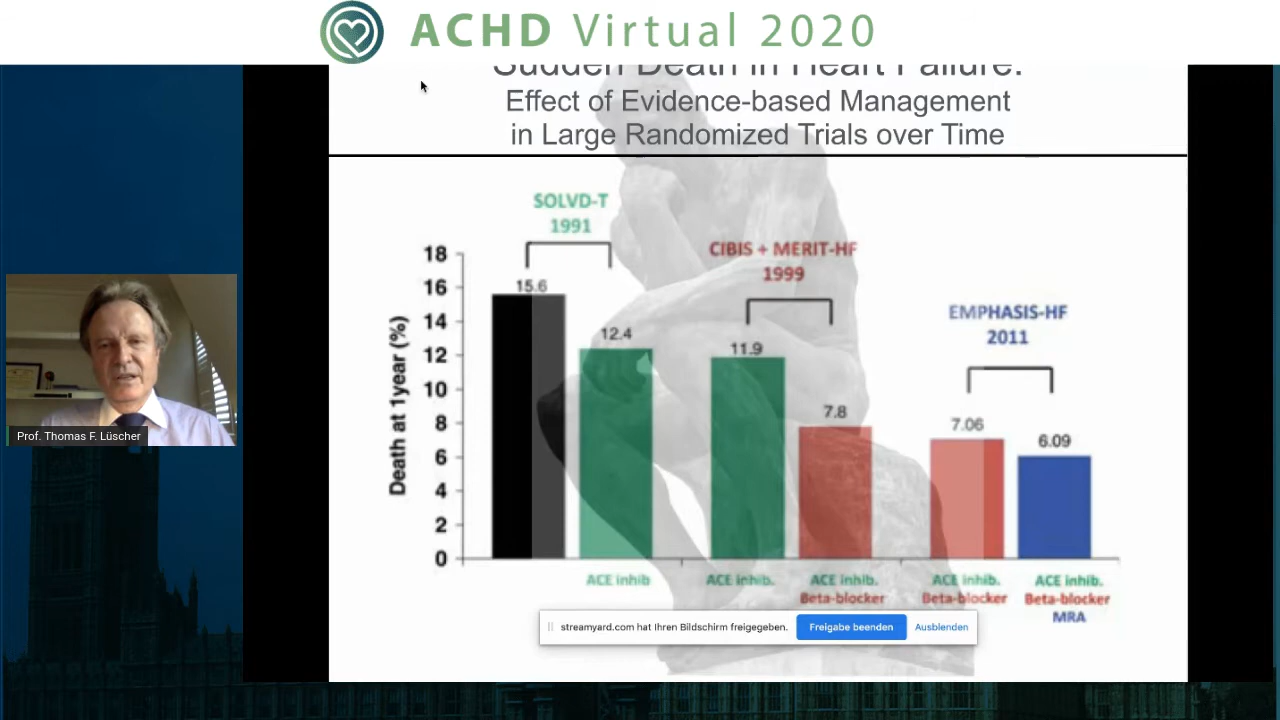 ACHD Virtual 2020
Sudden Death in Heart Failure:
Effect of Evidence-based Management
in Large Randomized Trials over Time
SOLVD-T
1991
CIBIS + MERIT-HF
1999
EMPHASIS-HF
2011
Death at 1year (%)
18
16
14
12
10
8
6
4
2
0
15.6
12.4
11.9
7.8
7.06
6.09
ACE inhib
ACE inhib.
ACE inhib.
Beta-blocker
ACE inhib.
Beta-blocker
ACE inhib.
Beta-blocker
MRA
streamyard.com hat Ihren Bildschirm freigegeben.
Freigabe beenden
Ausblenden
Prof. Thomas F. Lüscher